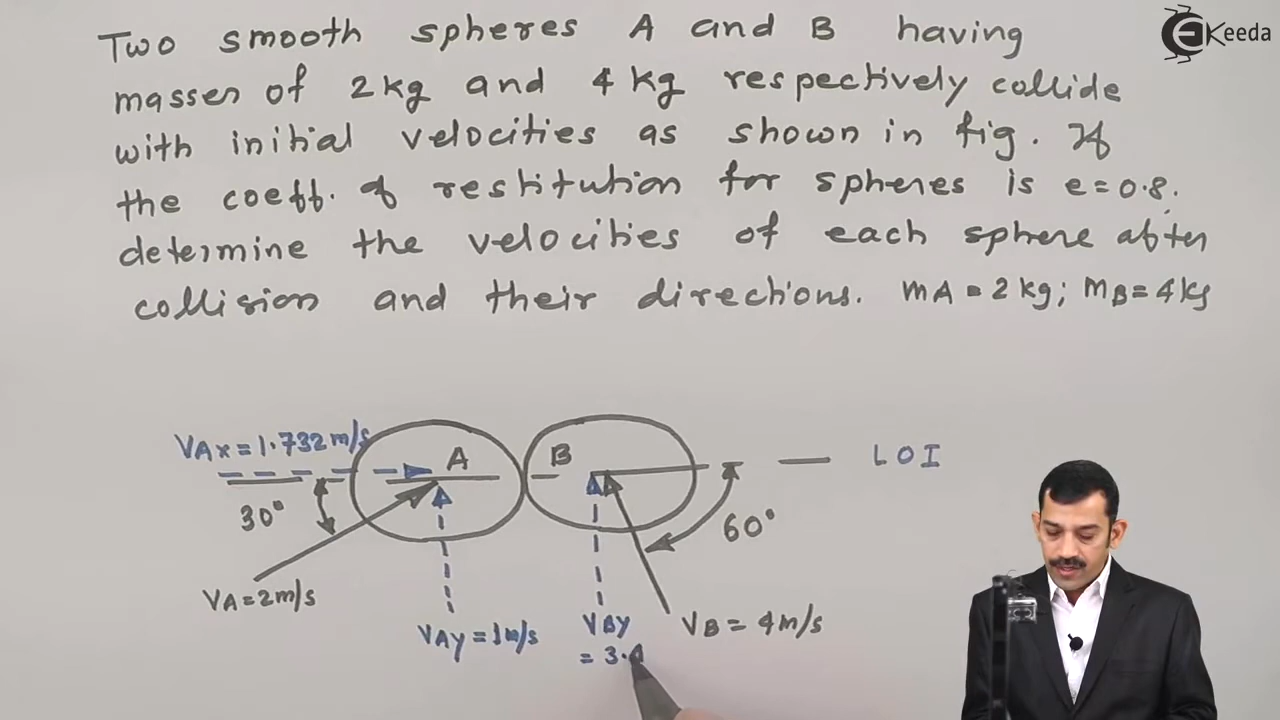 EKeeda
Two smooth spheres A and B having
masses of 2kg and 4kg respectively collide
with initial velocities as shown in fig. If
the coeff. of restitution for spheres is e=0.8.
determine the velocities of each sphere after
collision and their directions. mA = 2kg; mB = 4kg
VAx = 1.732 m/s
A
B
LOI
30°
60°
VA = 2m/s
VAY = 1m/s
VBY
= 3.
VB = 4m/s